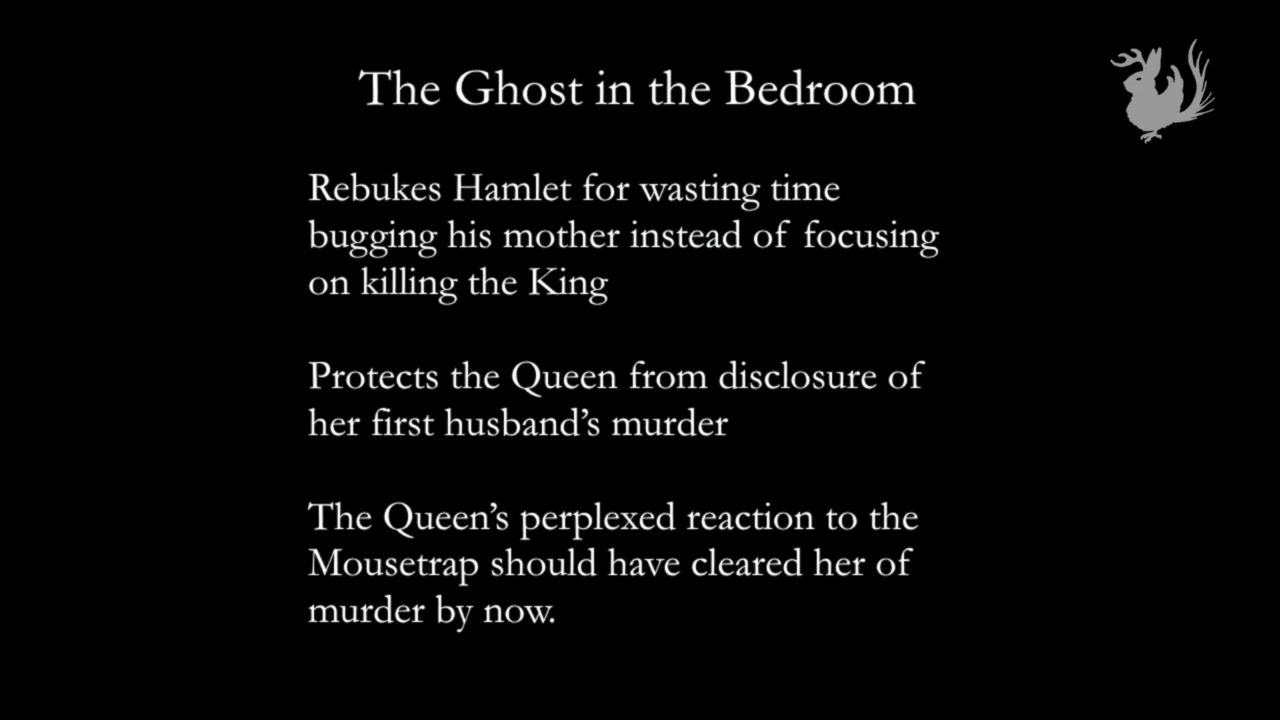 The Ghost in the Bedroom
Rebukes Hamlet for wasting time
bugging his mother instead of focusing
on killing the King
Protects the Queen from disclosure of
her first husband’s murder
The Queen’s perplexed reaction to the
Mousetrap should have cleared her of
murder by now.